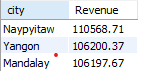 city Revenue
Naypyitaw 110568.71
Yangon 106200.37
Mandalay 106197.67